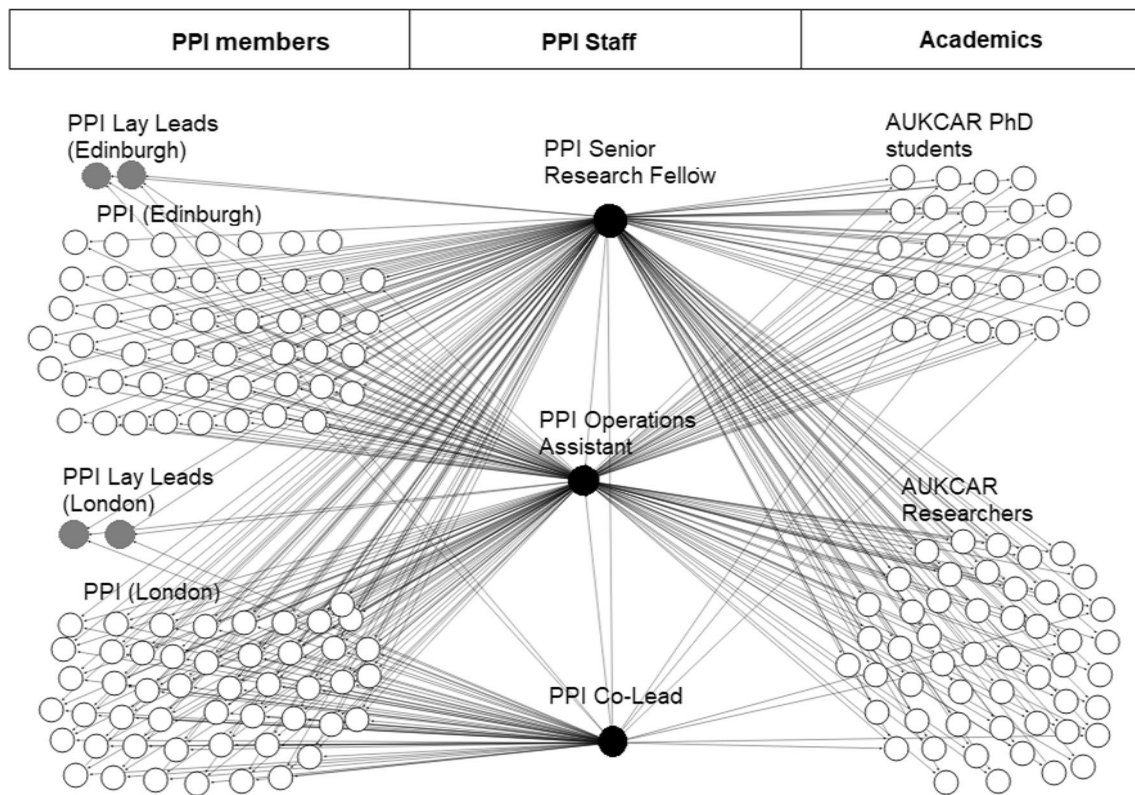 PPI members
PPI Staff
Academics
PPI Lay Leads
(Edinburgh)
PPI (Edinburgh)
PPI Lay Leads
(London)
PPI (London)
PPI Senior
Research Fellow
PPI Operations
Assistant
PPI Co-Lead
AUKCAR PhD
students
AUKCAR
Researchers